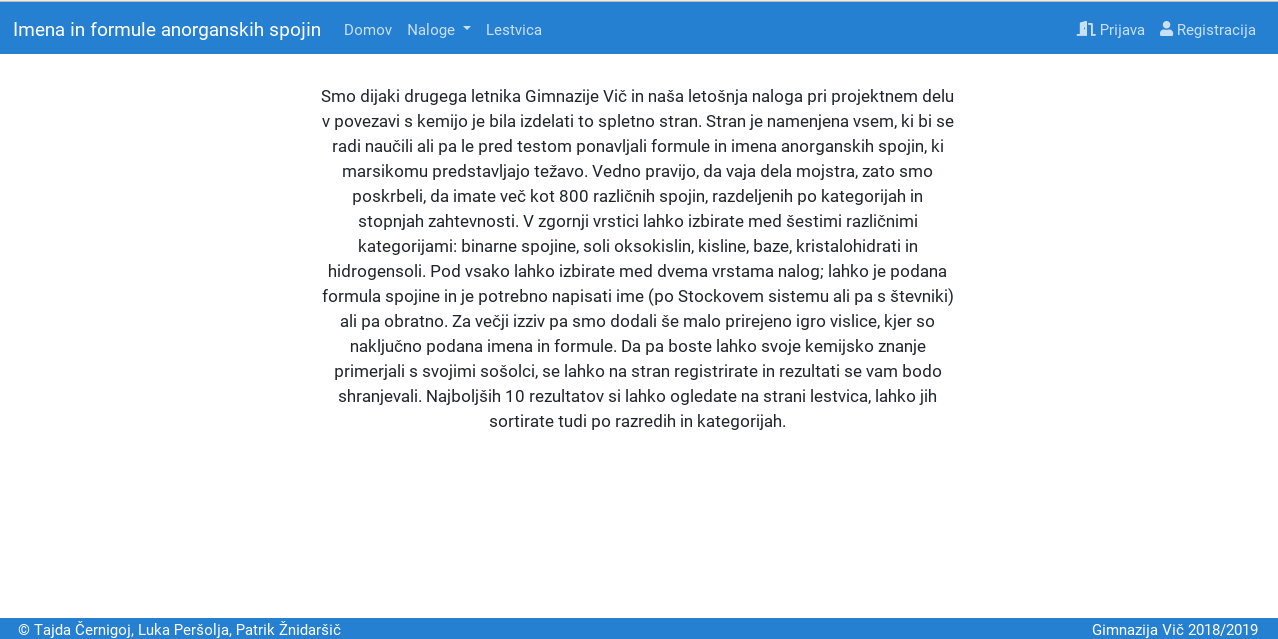 Imena in formule anorganskih spojin Domov Naloge Lestvica Prijava Registracija
Smo dijaki drugega letnika Gimnazije Vič in naša letošnja naloga pri projektnem delu
v povezavi s kemijo je bila izdelati to spletno stran. Stran je namenjena vsem, ki bi se
radi naučili ali pa le pred testom ponavljali formule in imena anorganskih spojin, ki
marsikomu predstavljajo težavo. Vedno pravijo, da vaja dela mojstra, zato smo
poskrbeli, da imate več kot 800 različnih spojin, razdeljenih po kategorijah in
stopnjah zahtevnosti. V zgornji vrstici lahko izbirate med šestimi različnimi
kategorijami: binarne spojine, soli oksokislin, kisline, baze, kristalohidrati in
hidrogensoli. Pod vsako lahko izbirate med dvema vrstama nalog; lahko je podana
formula spojine in je potrebno napisati ime (po Stockovem sistemu ali pa s števniki)
ali pa obratno. Za večji izziv pa smo dodali še malo prirejeno igro vislice, kjer so
naključno podana imena in formule. Da pa boste lahko svoje kemijsko znanje
primerjali s svojimi sošolci, se lahko na stran registrirate in rezultati se vam bodo
shranjevali. Najboljših 10 rezultatov si lahko ogledate na strani lestvica, lahko jih
sortirate tudi po razredih in kategorijah.
© Tajda Černigoj, Luka Peršolja, Patrik Žnidaršič Gimnazija Vič 2018/2019